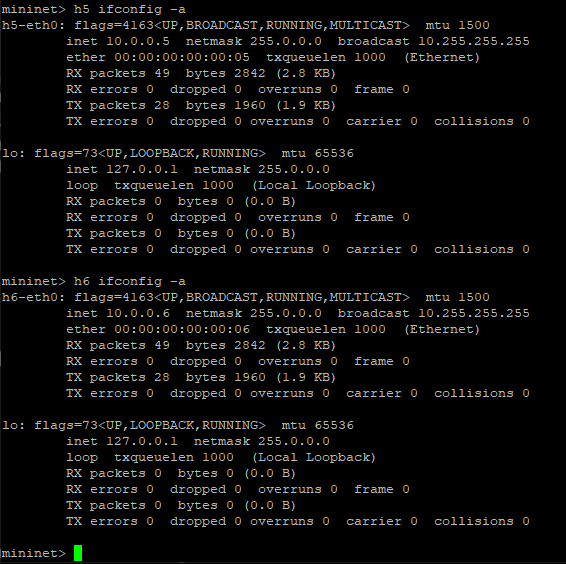 mininet> h5 ifconfig -a
h5-eth0: flags=4163<UP,BROADCAST,RUNNING,MULTICAST>  mtu 1500
        inet 10.0.0.5  netmask 255.0.0.0  broadcast 10.255.255.255
        ether 00:00:00:00:00:05  txqueuelen 1000  (Ethernet)
        RX packets 49  bytes 2842 (2.8 KB)
        RX errors 0  dropped 0  overruns 0  frame 0
        TX packets 28  bytes 1960 (1.9 KB)
        TX errors 0  dropped 0 overruns 0  carrier 0  collisions 0

lo: flags=73<UP,LOOPBACK,RUNNING>  mtu 65536
        inet 127.0.0.1  netmask 255.0.0.0
        loop  txqueuelen 1000  (Local Loopback)
        RX packets 0  bytes 0 (0.0 B)
        RX errors 0  dropped 0  overruns 0  frame 0
        TX packets 0  bytes 0 (0.0 B)
        TX errors 0  dropped 0 overruns 0  carrier 0  collisions 0

mininet> h6 ifconfig -a
h6-eth0: flags=4163<UP,BROADCAST,RUNNING,MULTICAST>  mtu 1500
        inet 10.0.0.6  netmask 255.0.0.0  broadcast 10.255.255.255
        ether 00:00:00:00:00:06  txqueuelen 1000  (Ethernet)
        RX packets 49  bytes 2842 (2.8 KB)
        RX errors 0  dropped 0  overruns 0  frame 0
        TX packets 28  bytes 1960 (1.9 KB)
        TX errors 0  dropped 0 overruns 0  carrier 0  collisions 0

lo: flags=73<UP,LOOPBACK,RUNNING>  mtu 65536
        inet 127.0.0.1  netmask 255.0.0.0
        loop  txqueuelen 1000  (Local Loopback)
        RX packets 0  bytes 0 (0.0 B)
        RX errors 0  dropped 0  overruns 0  frame 0
        TX packets 0  bytes 0 (0.0 B)
        TX errors 0  dropped 0 overruns 0  carrier 0  collisions 0

mininet>